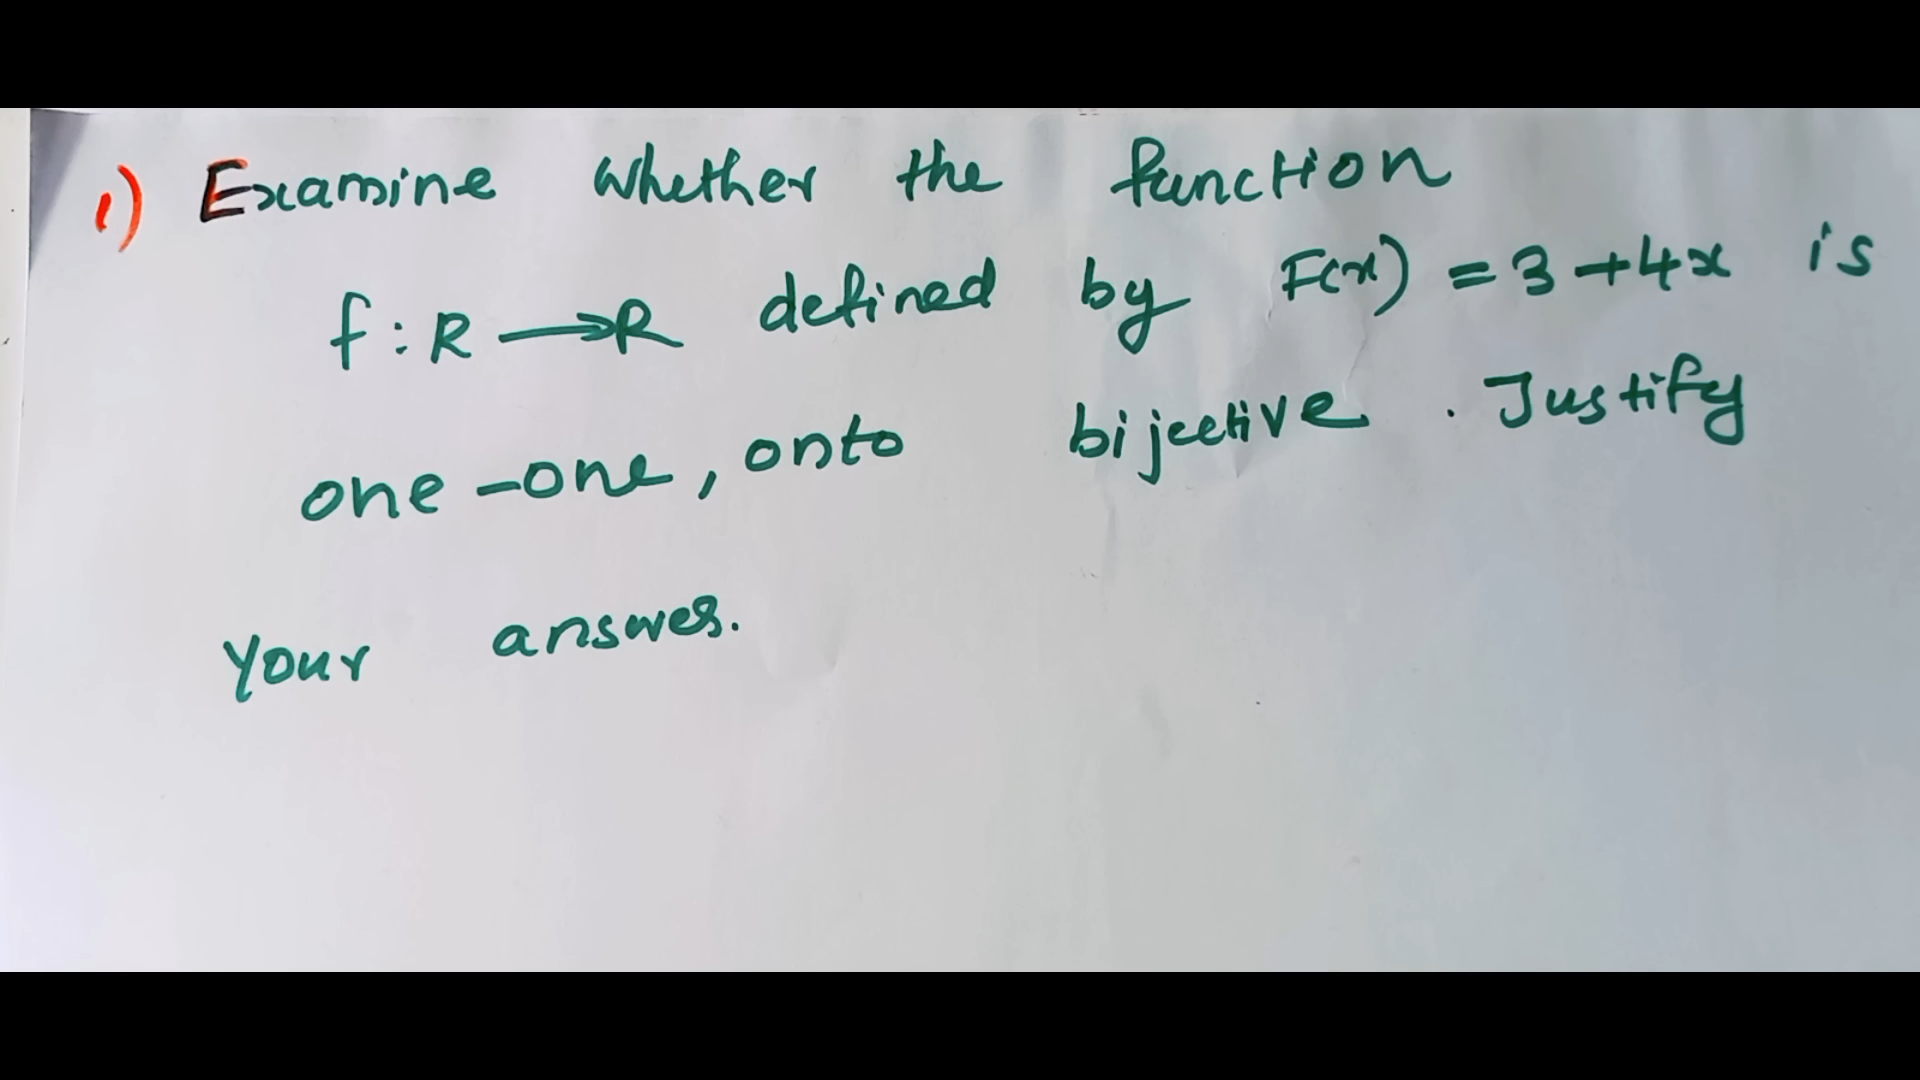 1) Examine whether the function
f : R → R defined by F(x) = 3 + 4x is
one - one , onto bijective . Justify
Your answer.